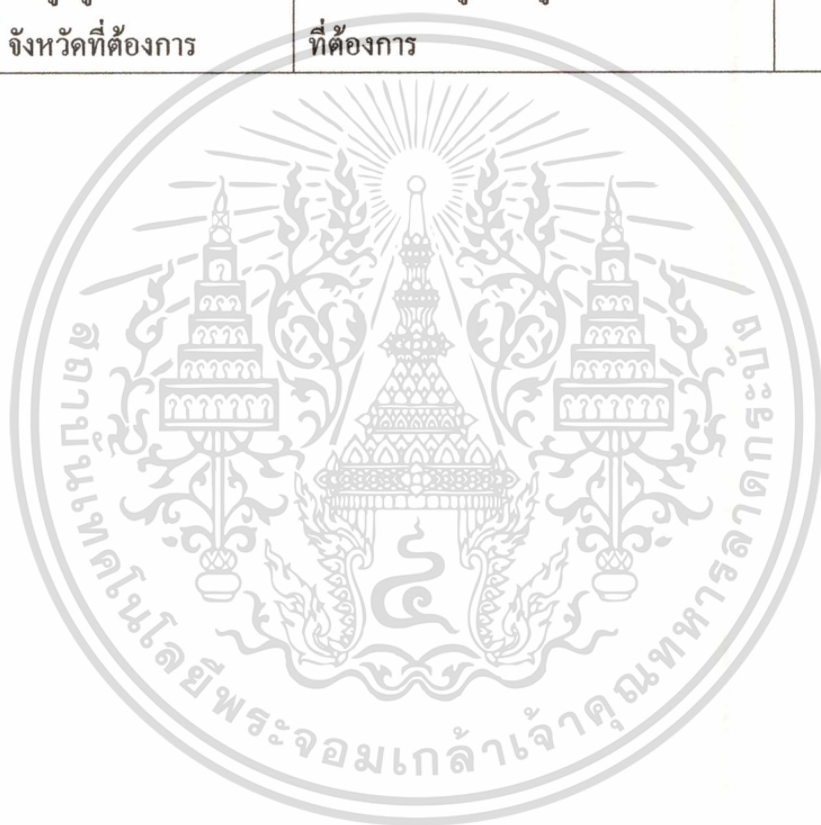 จังหวัดที่ต้องการ ที่ต้องการ
สถาบันเทคโนโลยีพระจอมเกล้าเจ้าคุณทหารลาดกระบัง